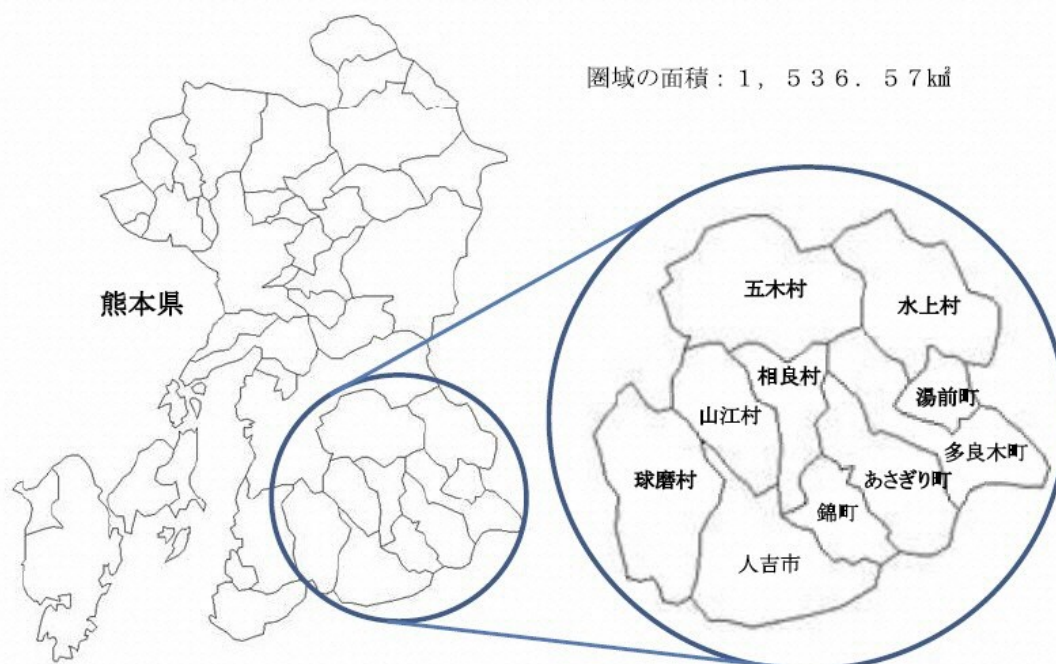 圏域の面積：１，５３６．５７㎢
熊本県
五木村
水上村
相良村
湯前町
山江村
多良木町
球磨村
あさぎり町
錦町
人吉市